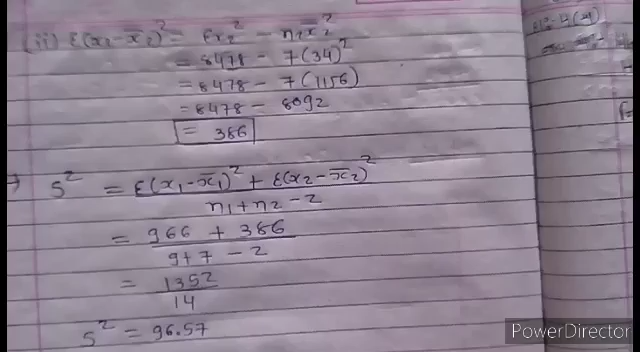 (ii) Σ(x₂-x̄₂)² = Σx₂² - n₂x̄₂²
= 8478 - 7(34)²
= 8478 - 7(1156)
= 8478 - 8092
= 386
→ S² = Σ(x₁-x̄₁)² + Σ(x₂-x̄₂)²
n₁+n₂-2
= 966 + 386
9+7-2
= 1352
14
S² = 96.57
PowerDirector